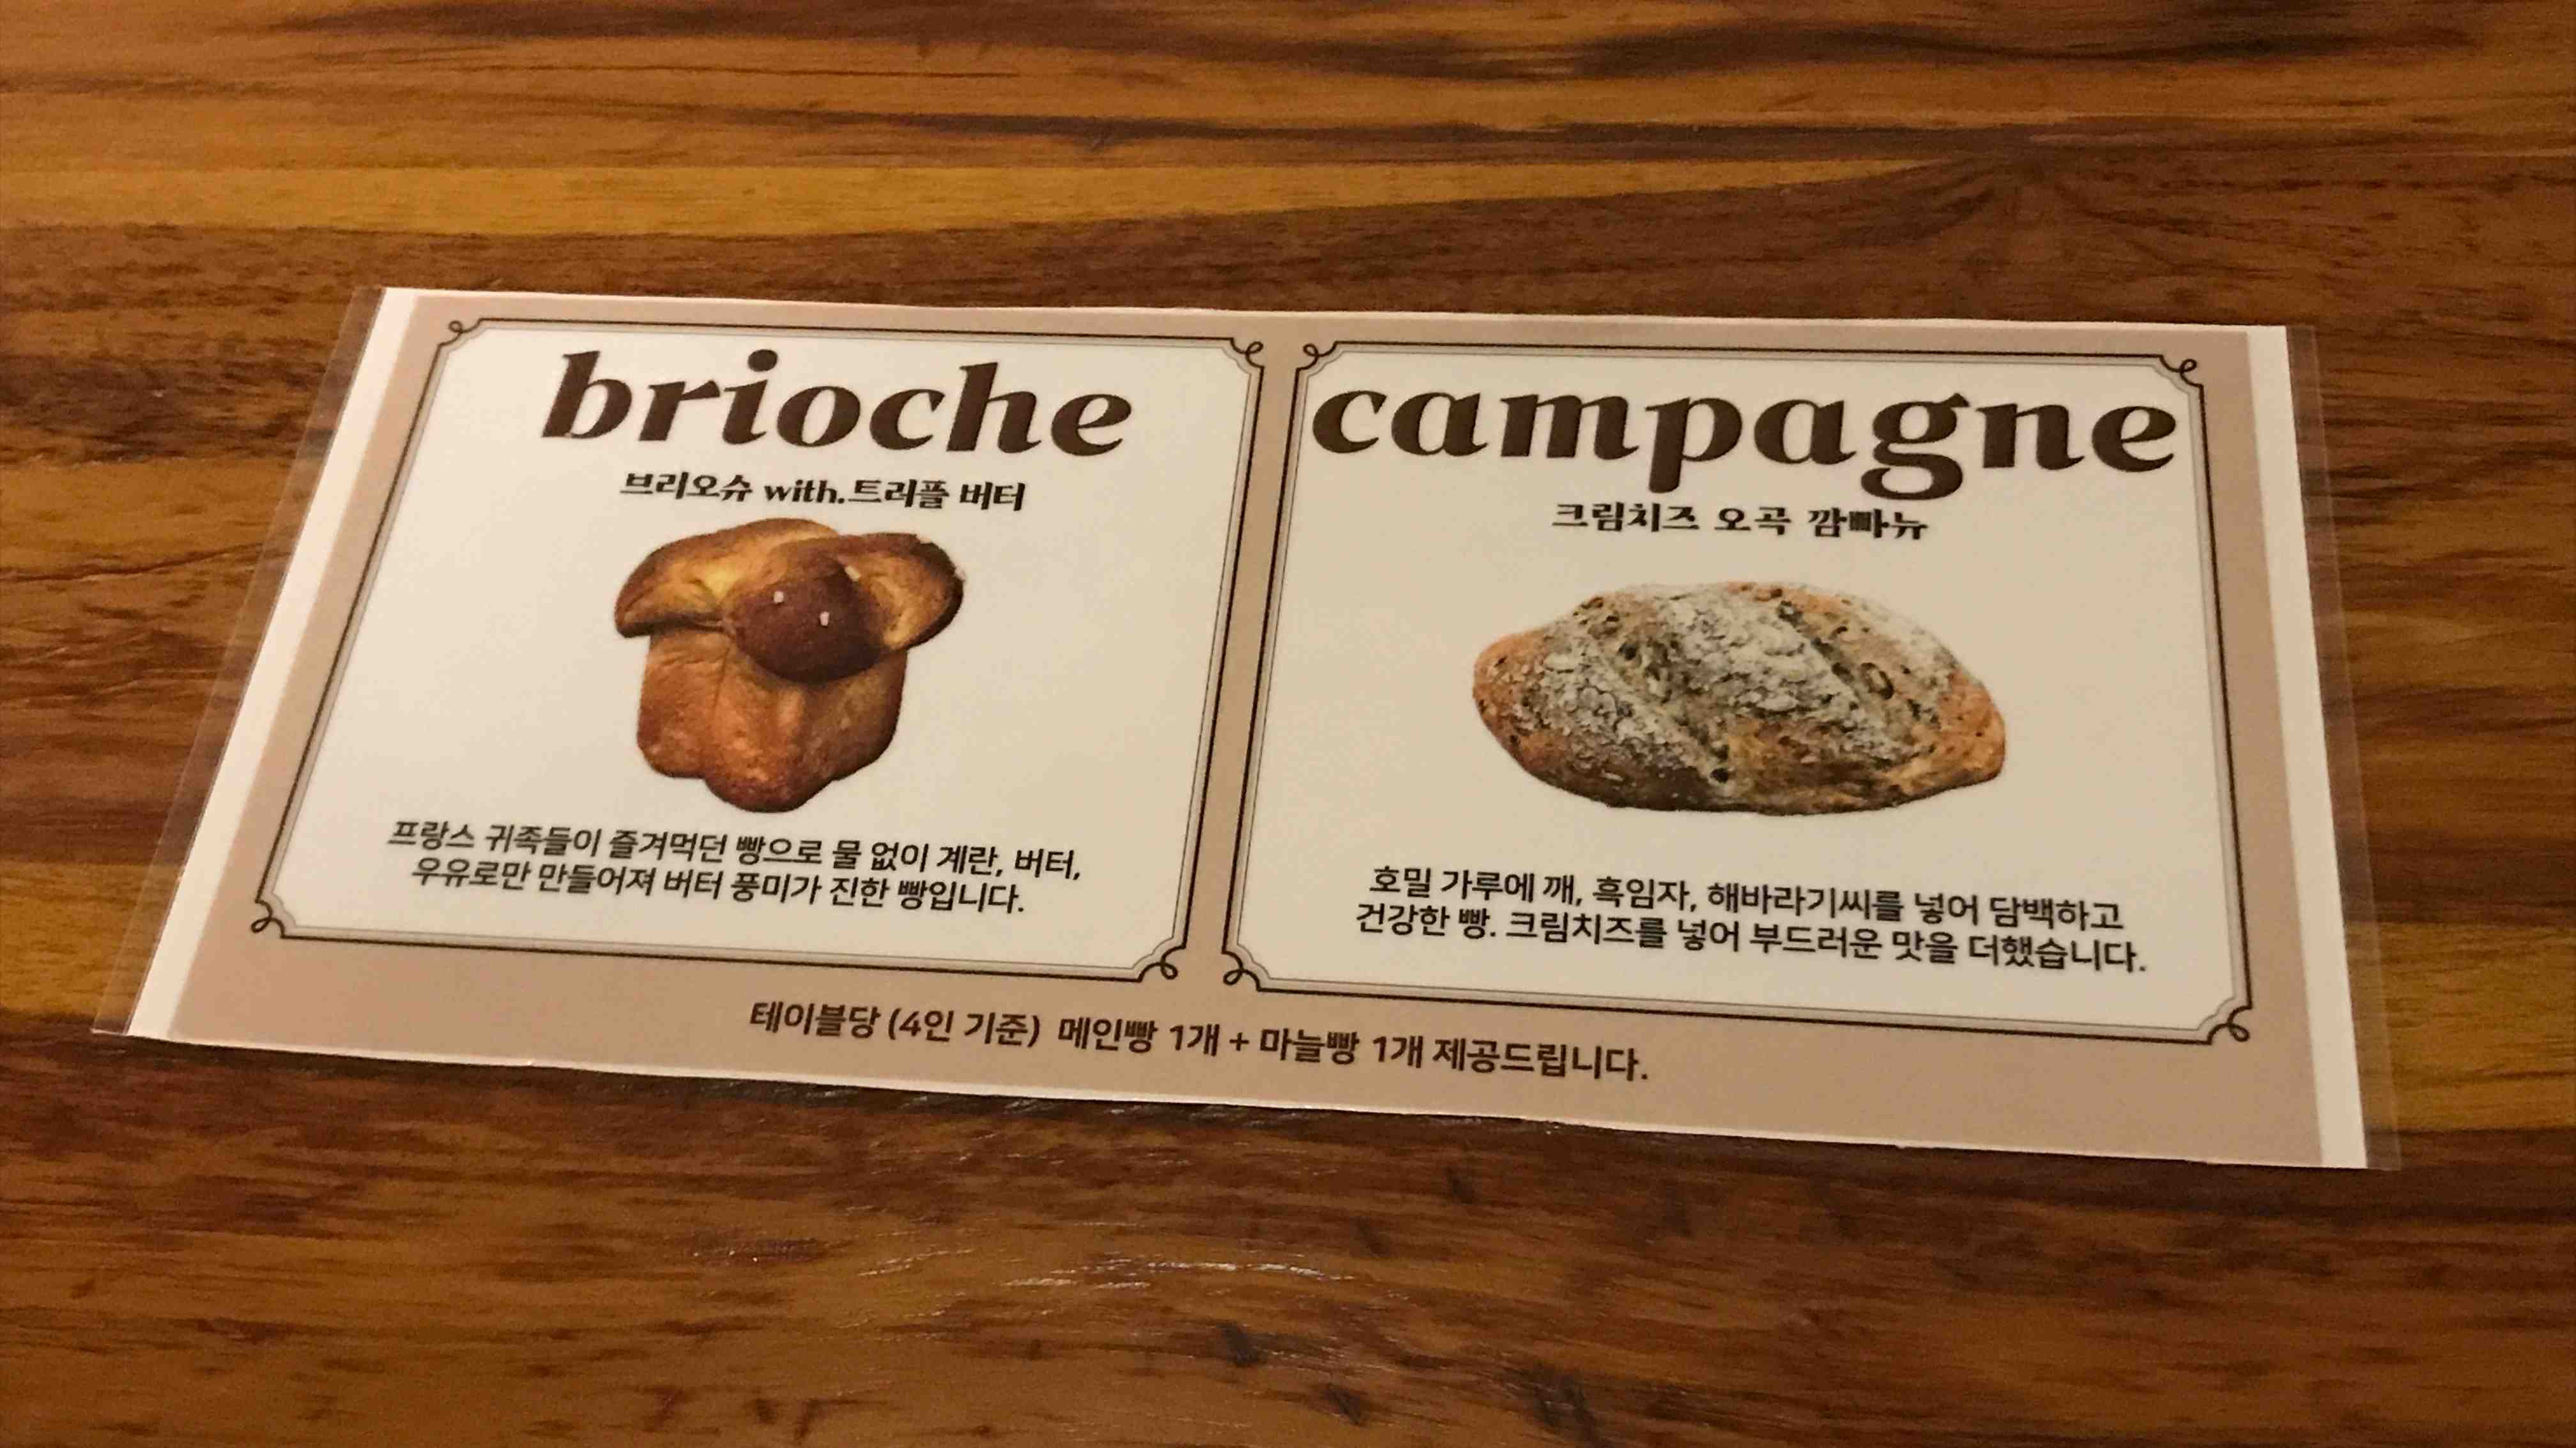 brioche
브리오슈 with.트러플 버터
프랑스 귀족들이 즐겨먹던 빵으로 물 없이 계란, 버터,
우유로만 만들어져 버터 풍미가 진한 빵입니다.
campagne
크림치즈 오곡 깜빠뉴
호밀 가루에 깨, 흑임자, 해바라기씨를 넣어 담백하고
건강한 빵. 크림치즈를 넣어 부드러운 맛을 더했습니다.
테이블당 (4인 기준) 메인빵 1개 + 마늘빵 1개 제공드립니다.